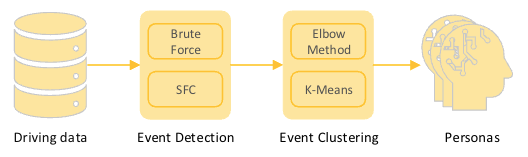 Brute
Force
SFC
Elbow
Method
K-Means
Driving data
Event Detection
Event Clustering
Personas